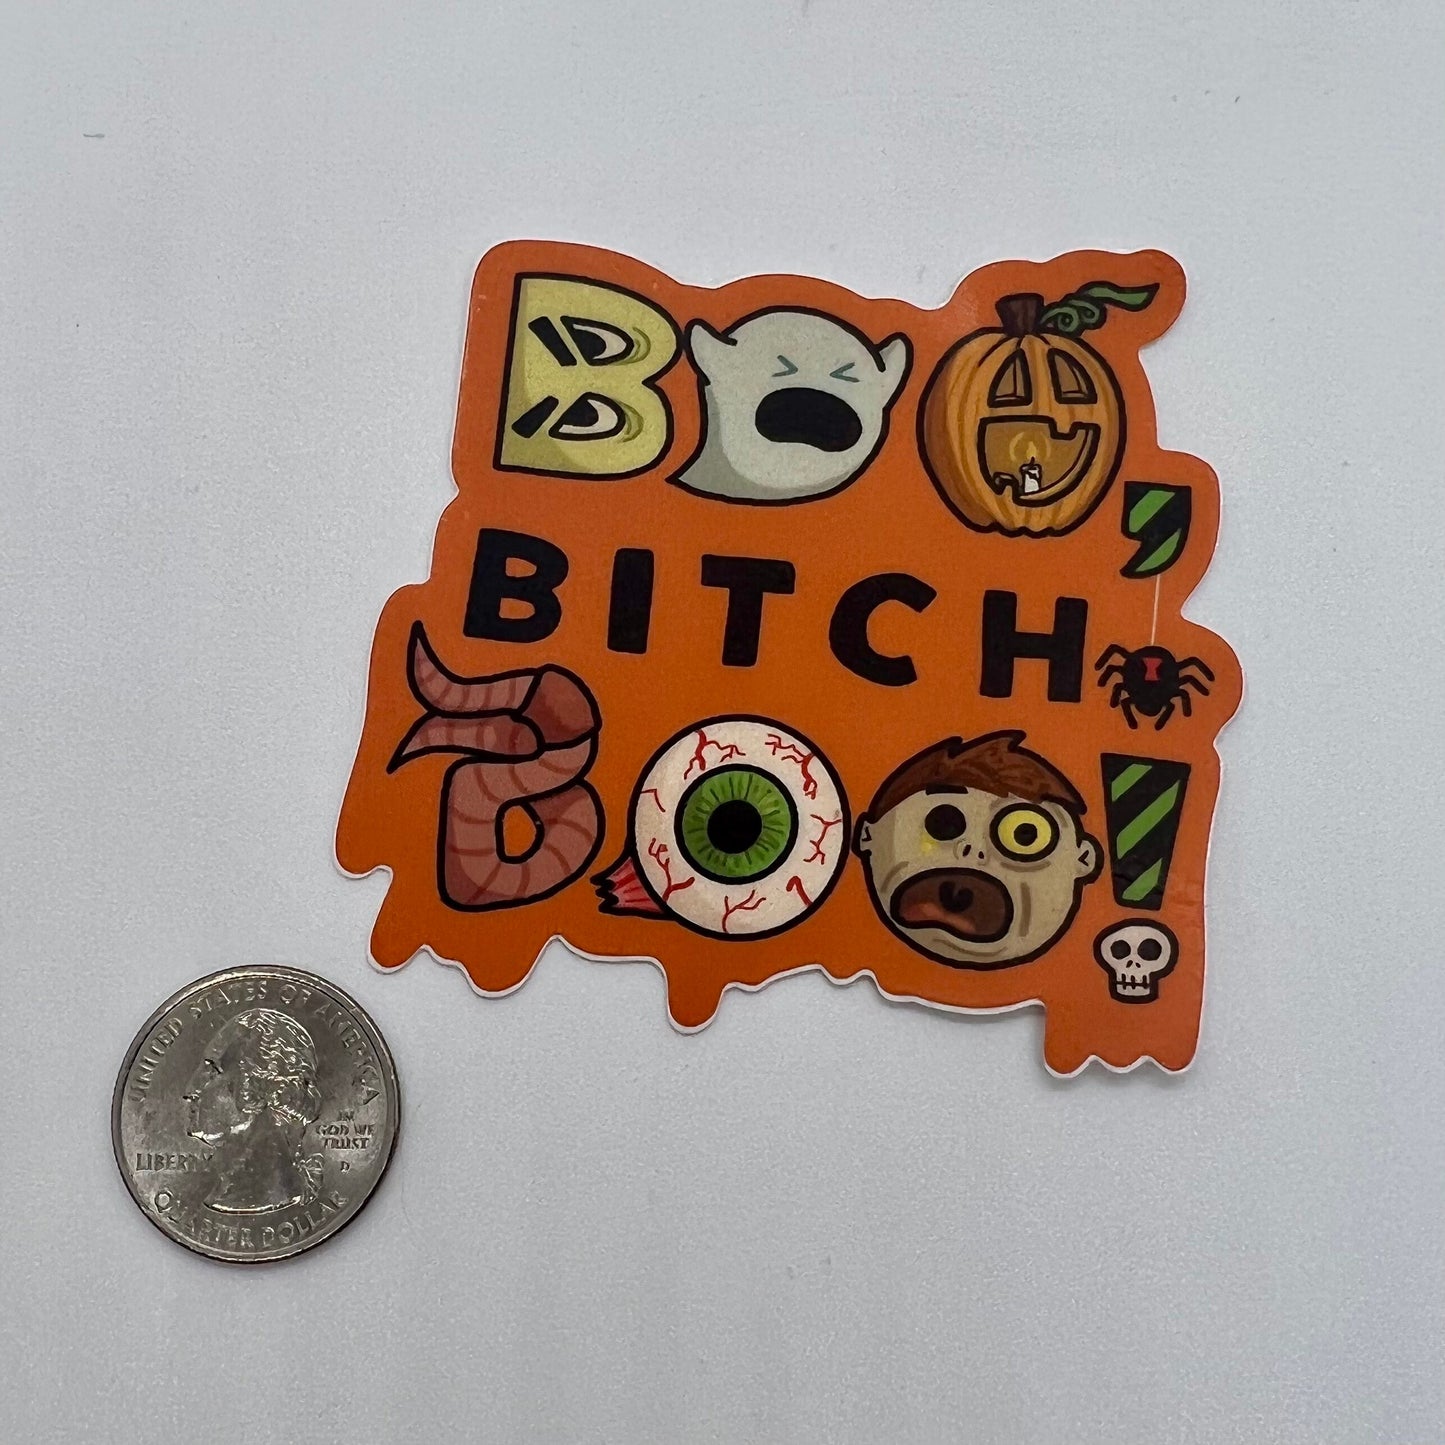 BOO,
BITCH
BOO!
UNITED STATES OF AMERICA
LIBERTY
IN
GOD WE
TRUST
D
QUARTER DOLLAR